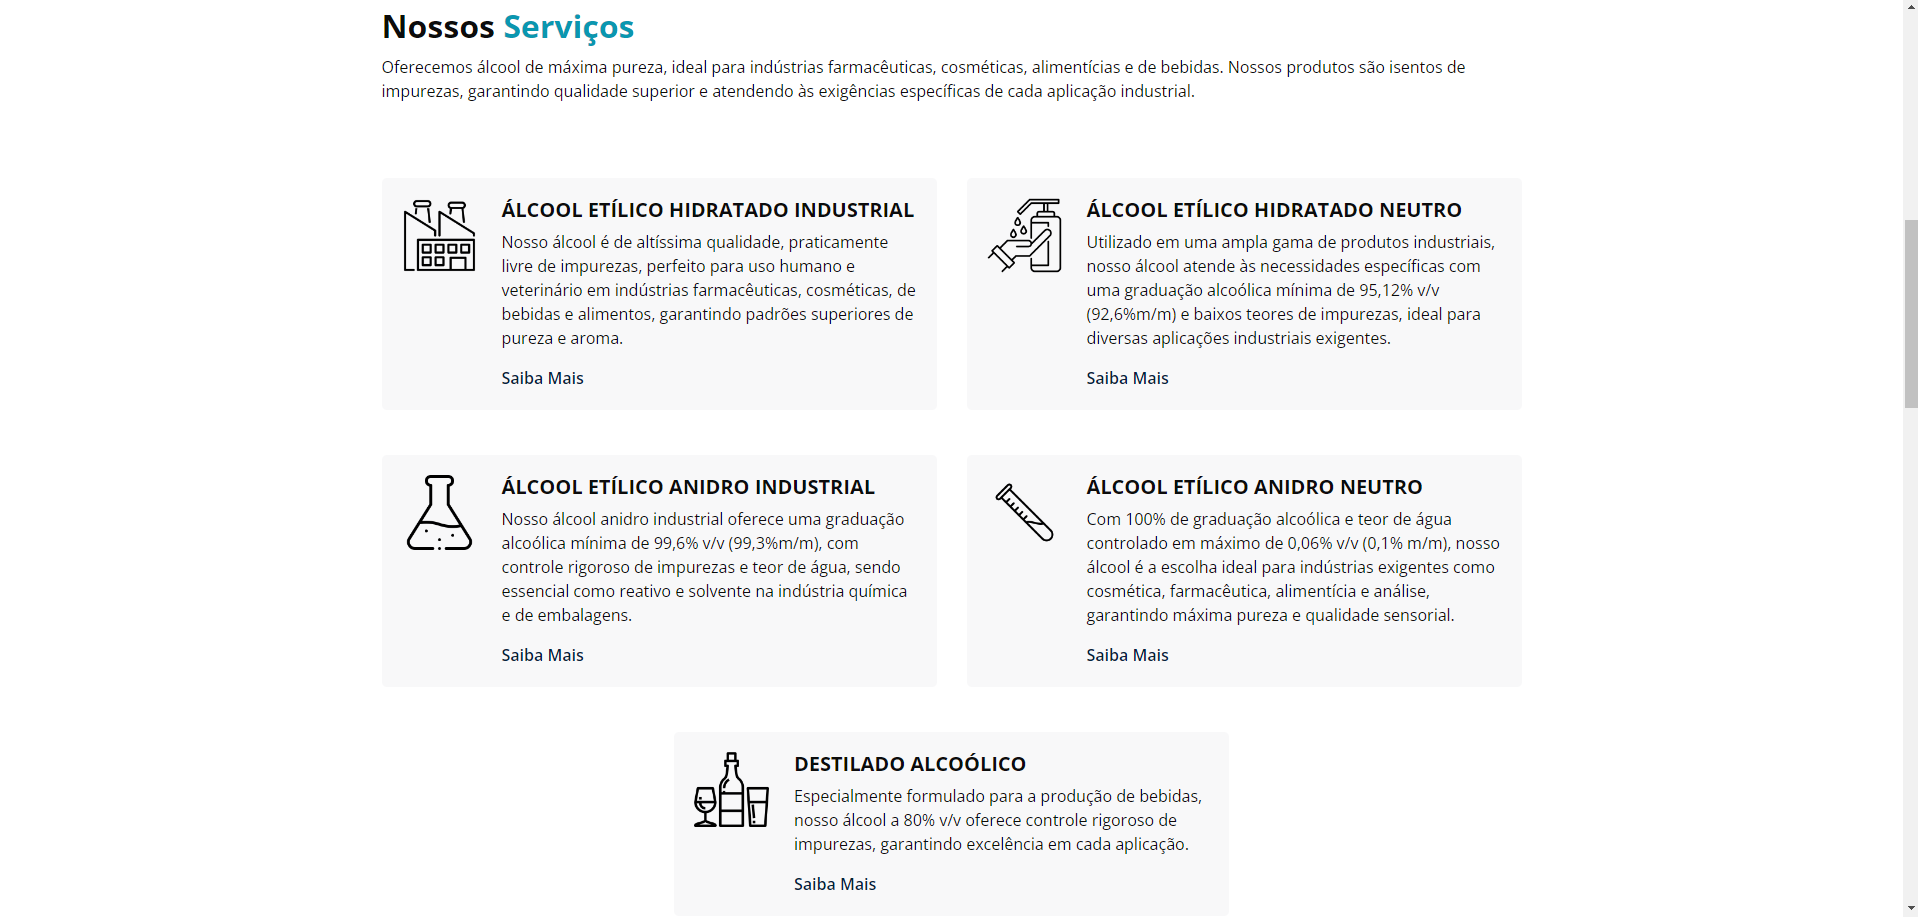 Nossos Serviços
Oferecemos álcool de máxima pureza, ideal para indústrias farmacêuticas, cosméticas, alimentícias e de bebidas. Nossos produtos são isentos de
impurezas, garantindo qualidade superior e atendendo às exigências específicas de cada aplicação industrial.
ÁLCOOL ETÍLICO HIDRATADO INDUSTRIAL
Nosso álcool é de altíssima qualidade, praticamente
livre de impurezas, perfeito para uso humano e
veterinário em indústrias farmacêuticas, cosméticas, de
bebidas e alimentos, garantindo padrões superiores de
pureza e aroma.
Saiba Mais
ÁLCOOL ETÍLICO HIDRATADO NEUTRO
Utilizado em uma ampla gama de produtos industriais,
nosso álcool atende às necessidades específicas com
uma graduação alcoólica mínima de 95,12% v/v
(92,6%m/m) e baixos teores de impurezas, ideal para
diversas aplicações industriais exigentes.
Saiba Mais
ÁLCOOL ETÍLICO ANIDRO INDUSTRIAL
Nosso álcool anidro industrial oferece uma graduação
alcoólica mínima de 99,6% v/v (99,3%m/m), com
controle rigoroso de impurezas e teor de água, sendo
essencial como reativo e solvente na indústria química
e de embalagens.
Saiba Mais
ÁLCOOL ETÍLICO ANIDRO NEUTRO
Com 100% de graduação alcoólica e teor de água
controlado em máximo de 0,06% v/v (0,1% m/m), nosso
álcool é a escolha ideal para indústrias exigentes como
cosmética, farmacêutica, alimentícia e análise,
garantindo máxima pureza e qualidade sensorial.
Saiba Mais
DESTILADO ALCOÓLICO
Especialmente formulado para a produção de bebidas,
nosso álcool a 80% v/v oferece controle rigoroso de
impurezas, garantindo excelência em cada aplicação.
Saiba Mais